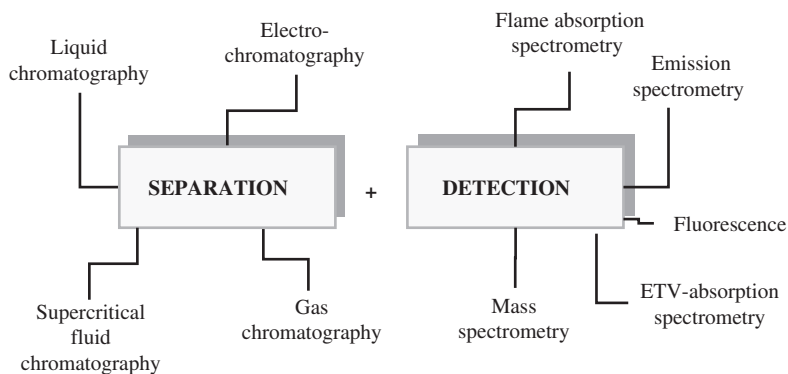 Liquid
chromatography
Electro-
chromatography
Flame absorption
spectrometry
Emission
spectrometry
SEPARATION
+
DETECTION
Fluorescence
Supercritical
fluid
chromatography
Gas
chromatography
Mass
spectrometry
ETV-absorption
spectrometry